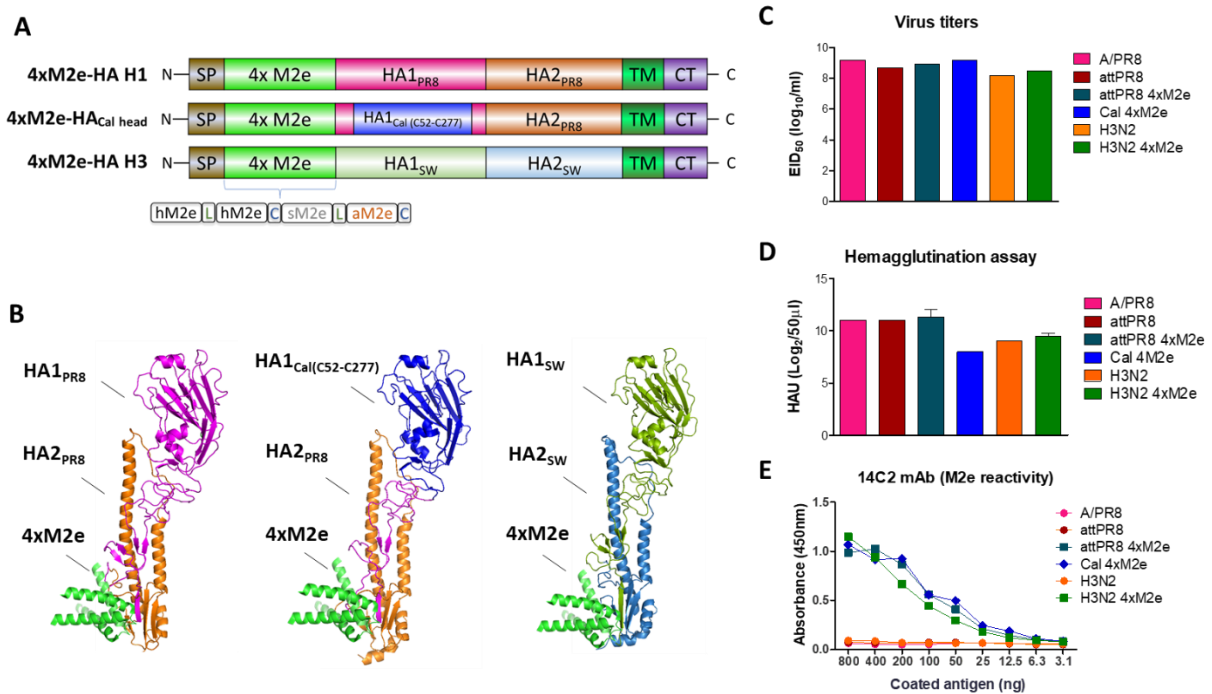 A
4xM2e-HA H1 N SP 4x M2e HA1PR8 HA2PR8 TM CT C
4xM2e-HACal head N SP 4x M2e HA1Cal (C52-C277) HA2PR8 TM CT C
4xM2e-HA H3 N SP 4x M2e HA1SW HA2SW TM CT C
hM2e L hM2e C sM2e L aM2e C
B
HA1PR8
HA2PR8
4xM2e
HA1Cal(C52-C277)
HA2PR8
4xM2e
HA1SW
HA2SW
4xM2e
C
Virus titers
EID50 (log10/ml)
10
8
6
4
2
0
A/PR8
attPR8
attPR8 4xM2e
Cal 4xM2e
H3N2
H3N2 4xM2e
D
Hemagglutination assay
HAU (Log2/50µl)
15
10
5
0
A/PR8
attPR8
attPR8 4xM2e
Cal 4M2e
H3N2
H3N2 4xM2e
E
14C2 mAb (M2e reactivity)
Absorbance (450nm)
1.5
1.0
0.5
0.0
800 400 200 100 50 25 12.5 6.3 3.1
Coated antigen (ng)
A/PR8
attPR8
attPR8 4xM2e
Cal 4xM2e
H3N2
H3N2 4xM2e